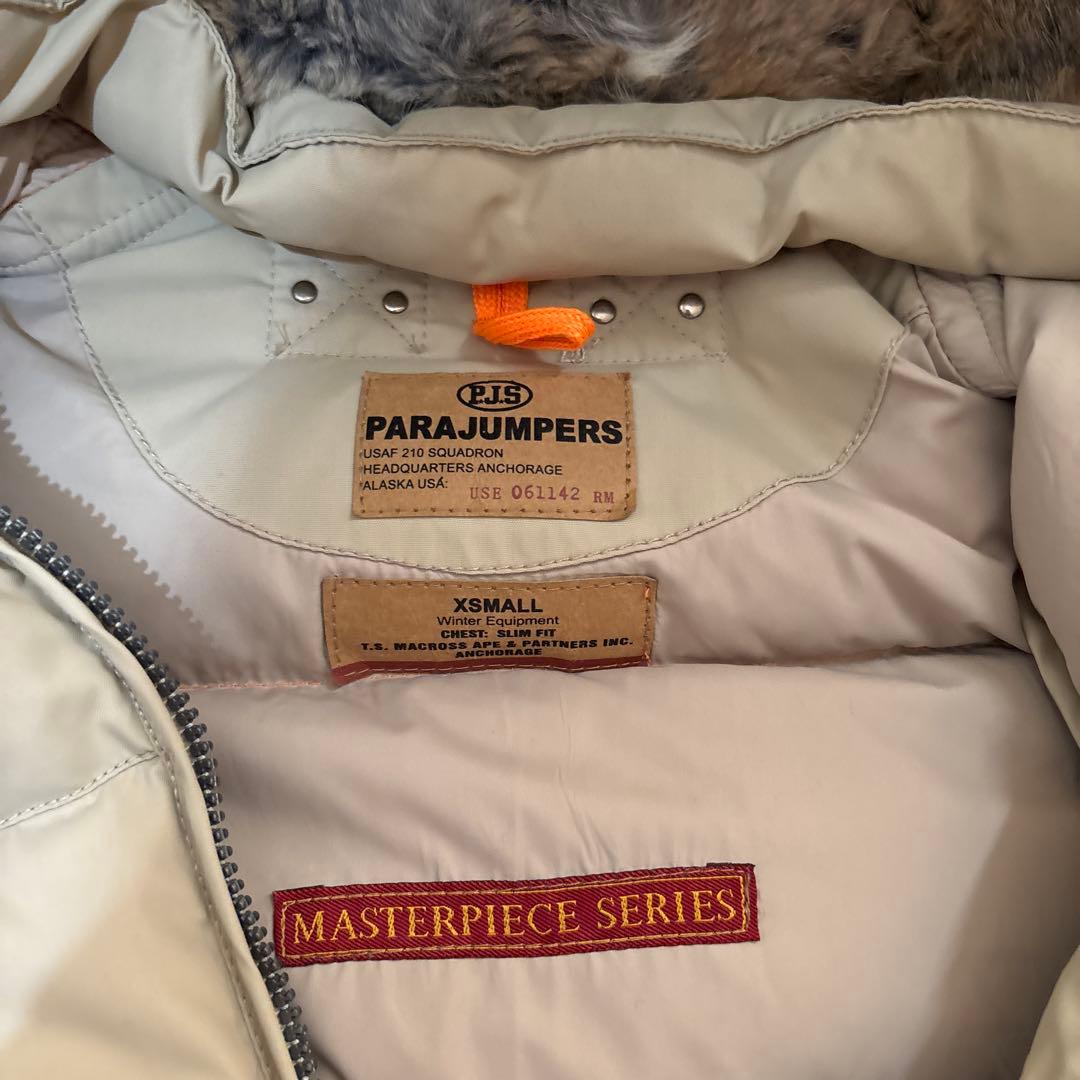 P.J.S
PARAJUMPERS
USAF 210 SQUADRON
HEADQUARTERS ANCHORAGE
ALASKA USA: USE 061142 RM
XSMALL
Winter Equipment
CHEST: SLIM FIT
T.S. MACROSS APE & PARTNERS INC.
ANCHORAGE
MASTERPIECE SERIES